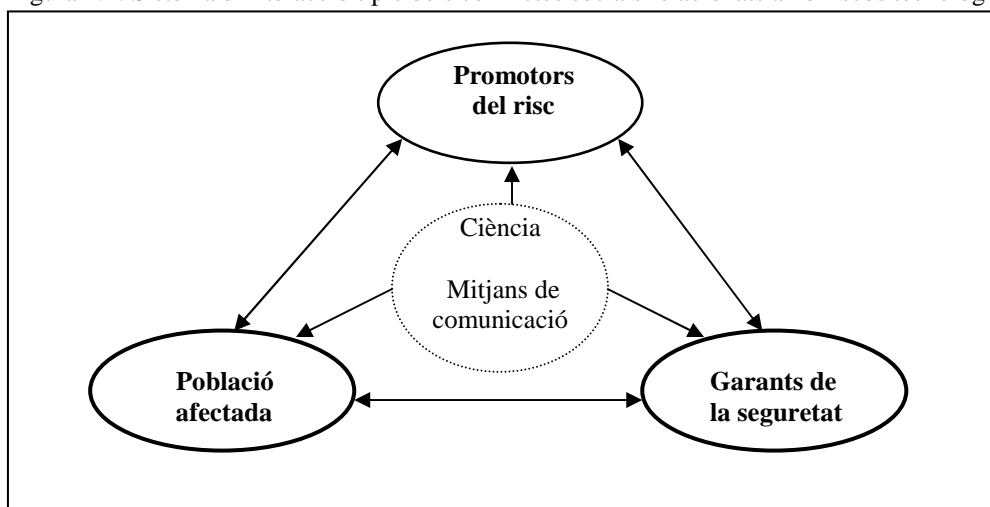 Promotors
del risc
Ciència
Mitjans de
comunicació
Població
afectada
Garants de
la seguretat